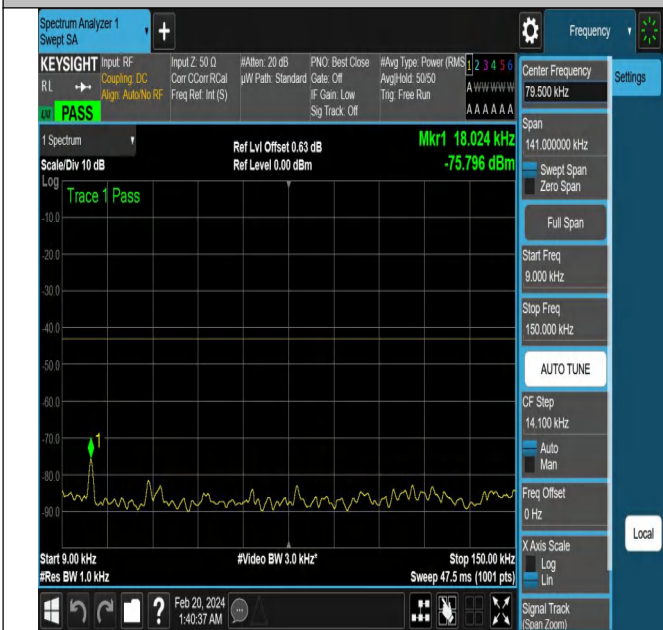 Spectrum Analyzer 1
Swept SA
+
Frequency
KEYSIGHT
Input: RF
Coupling: DC
Align: Auto/No RF
Input Z: 50 Ω
Corr CCorr RCal
Freq Ref: Int (S)
#Atten: 20 dB
µW Path: Standard
PNO: Best Close
Gate: Off
IF Gain: Low
Sig Track: Off
#Avg Type: Power (RMS
Avg|Hold: 50/50
Trig: Free Run
1 2 3 4 5 6
A W W W W W
A A A A A A
R L
LXI
PASS
1 Spectrum
Scale/Div 10 dB
Log
Ref Lvl Offset 0.63 dB
Ref Level 0.00 dBm
Mkr1 18.024 kHz
-75.796 dBm
Trace 1 Pass
-10.0
-20.0
-30.0
-40.0
-50.0
-60.0
-70.0
-80.0
-90.0
1
Start 9.00 kHz
#Res BW 1.0 kHz
#Video BW 3.0 kHz*
Stop 150.00 kHz
Sweep 47.5 ms (1001 pts)
?
Feb 20, 2024
1:40:37 AM
Center Frequency
79.500 kHz
Settings
Span
141.000000 kHz
Swept Span
Zero Span
Full Span
Start Freq
9.000 kHz
Stop Freq
150.000 kHz
AUTO TUNE
CF Step
14.100 kHz
Auto
Man
Freq Offset
0 Hz
Local
X Axis Scale
Log
Lin
Signal Track
(Span Zoom)